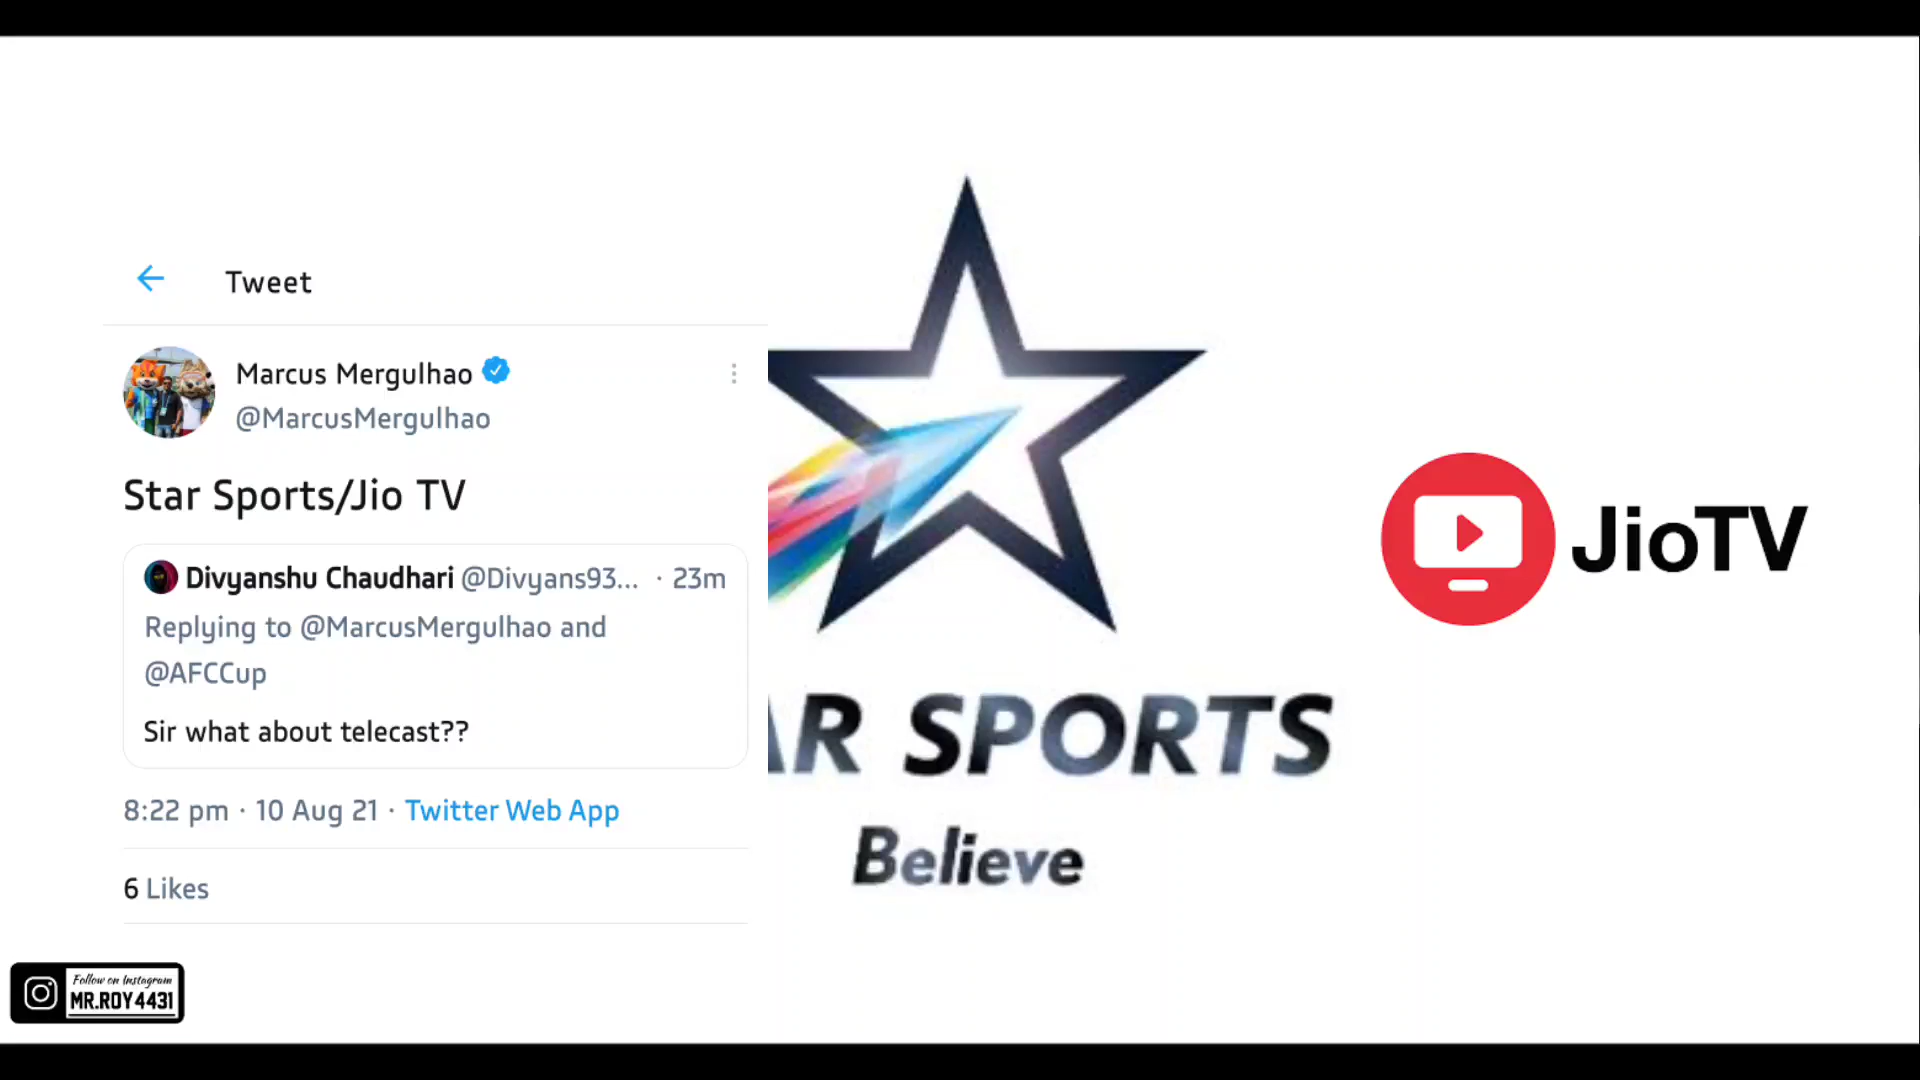 Tweet
Marcus Mergulhao
@MarcusMergulhao
Star Sports/Jio TV
Divyanshu Chaudhari @Divyans93... · 23m
Replying to @MarcusMergulhao and
@AFCCup
Sir what about telecast??
8:22 pm · 10 Aug 21 · Twitter Web App
6 Likes
AR SPORTS
Believe
JioTV
Follow on Instagram
MR.ROY4431